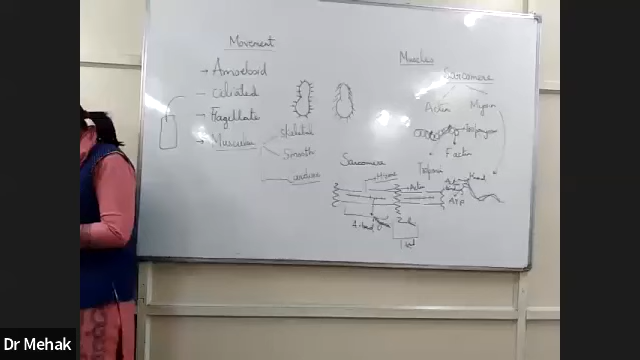 Movement
→ Amoeboid
→ Ciliated
→ Flagellate
→ Muscular
Skeletal
Smooth
Cardiac
Muscles
Sarcomere
Actin
Myosin
Tropomyosin
F actin
Troponin
Head
ATP
Sarcomere
Myosin
Actin
A-band
Z-
I band
Dr Mehak